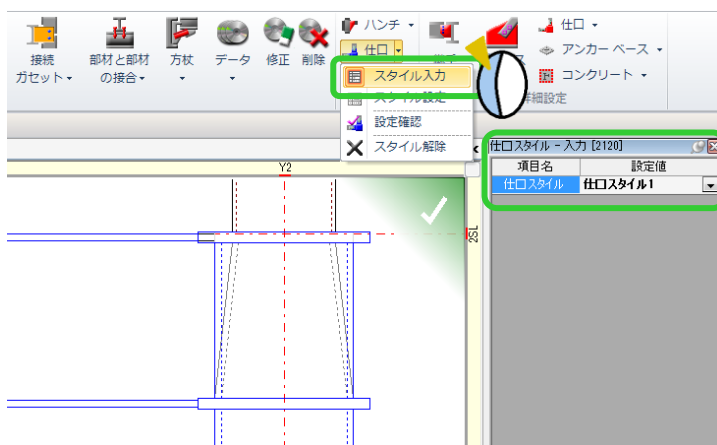 ハンチ
仕口
接続
ガセット
部材と部材
の接合
方杖
データ
修正
削除
仕口
アンカー ベース
コンクリート
詳細設定
スタイル入力
スタイル設定
設定確認
スタイル解除
仕口スタイル - 入力 [2120]
項目名 設定値
仕口スタイル 仕口スタイル1
Y2
2SL